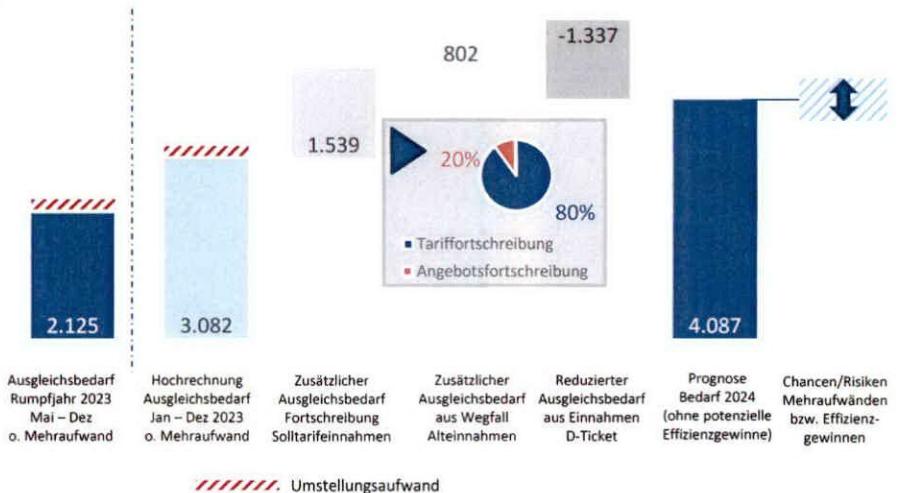 -1.337
802
1.539
20%
80%
Tariffortschreibung
Angebotsfortschreibung
2.125
3.082
4.087
Ausgleichsbedarf
Rumpfjahr 2023
Mai – Dez
o. Mehraufwand
Hochrechnung
Ausgleichsbedarf
Jan – Dez 2023
o. Mehraufwand
Zusätzlicher
Ausgleichsbedarf
Fortschreibung
Solltarifeinnahmen
Zusätzlicher
Ausgleichsbedarf
aus Wegfall
Alteinnahmen
Reduzierter
Ausgleichsbedarf
aus Einnahmen
D-Ticket
Prognose
Bedarf 2024
(ohne potenzielle
Effizienzgewinne)
Chancen/Risiken
Mehraufwänden
bzw. Effizienz-
gewinnen
Umstellungsaufwand